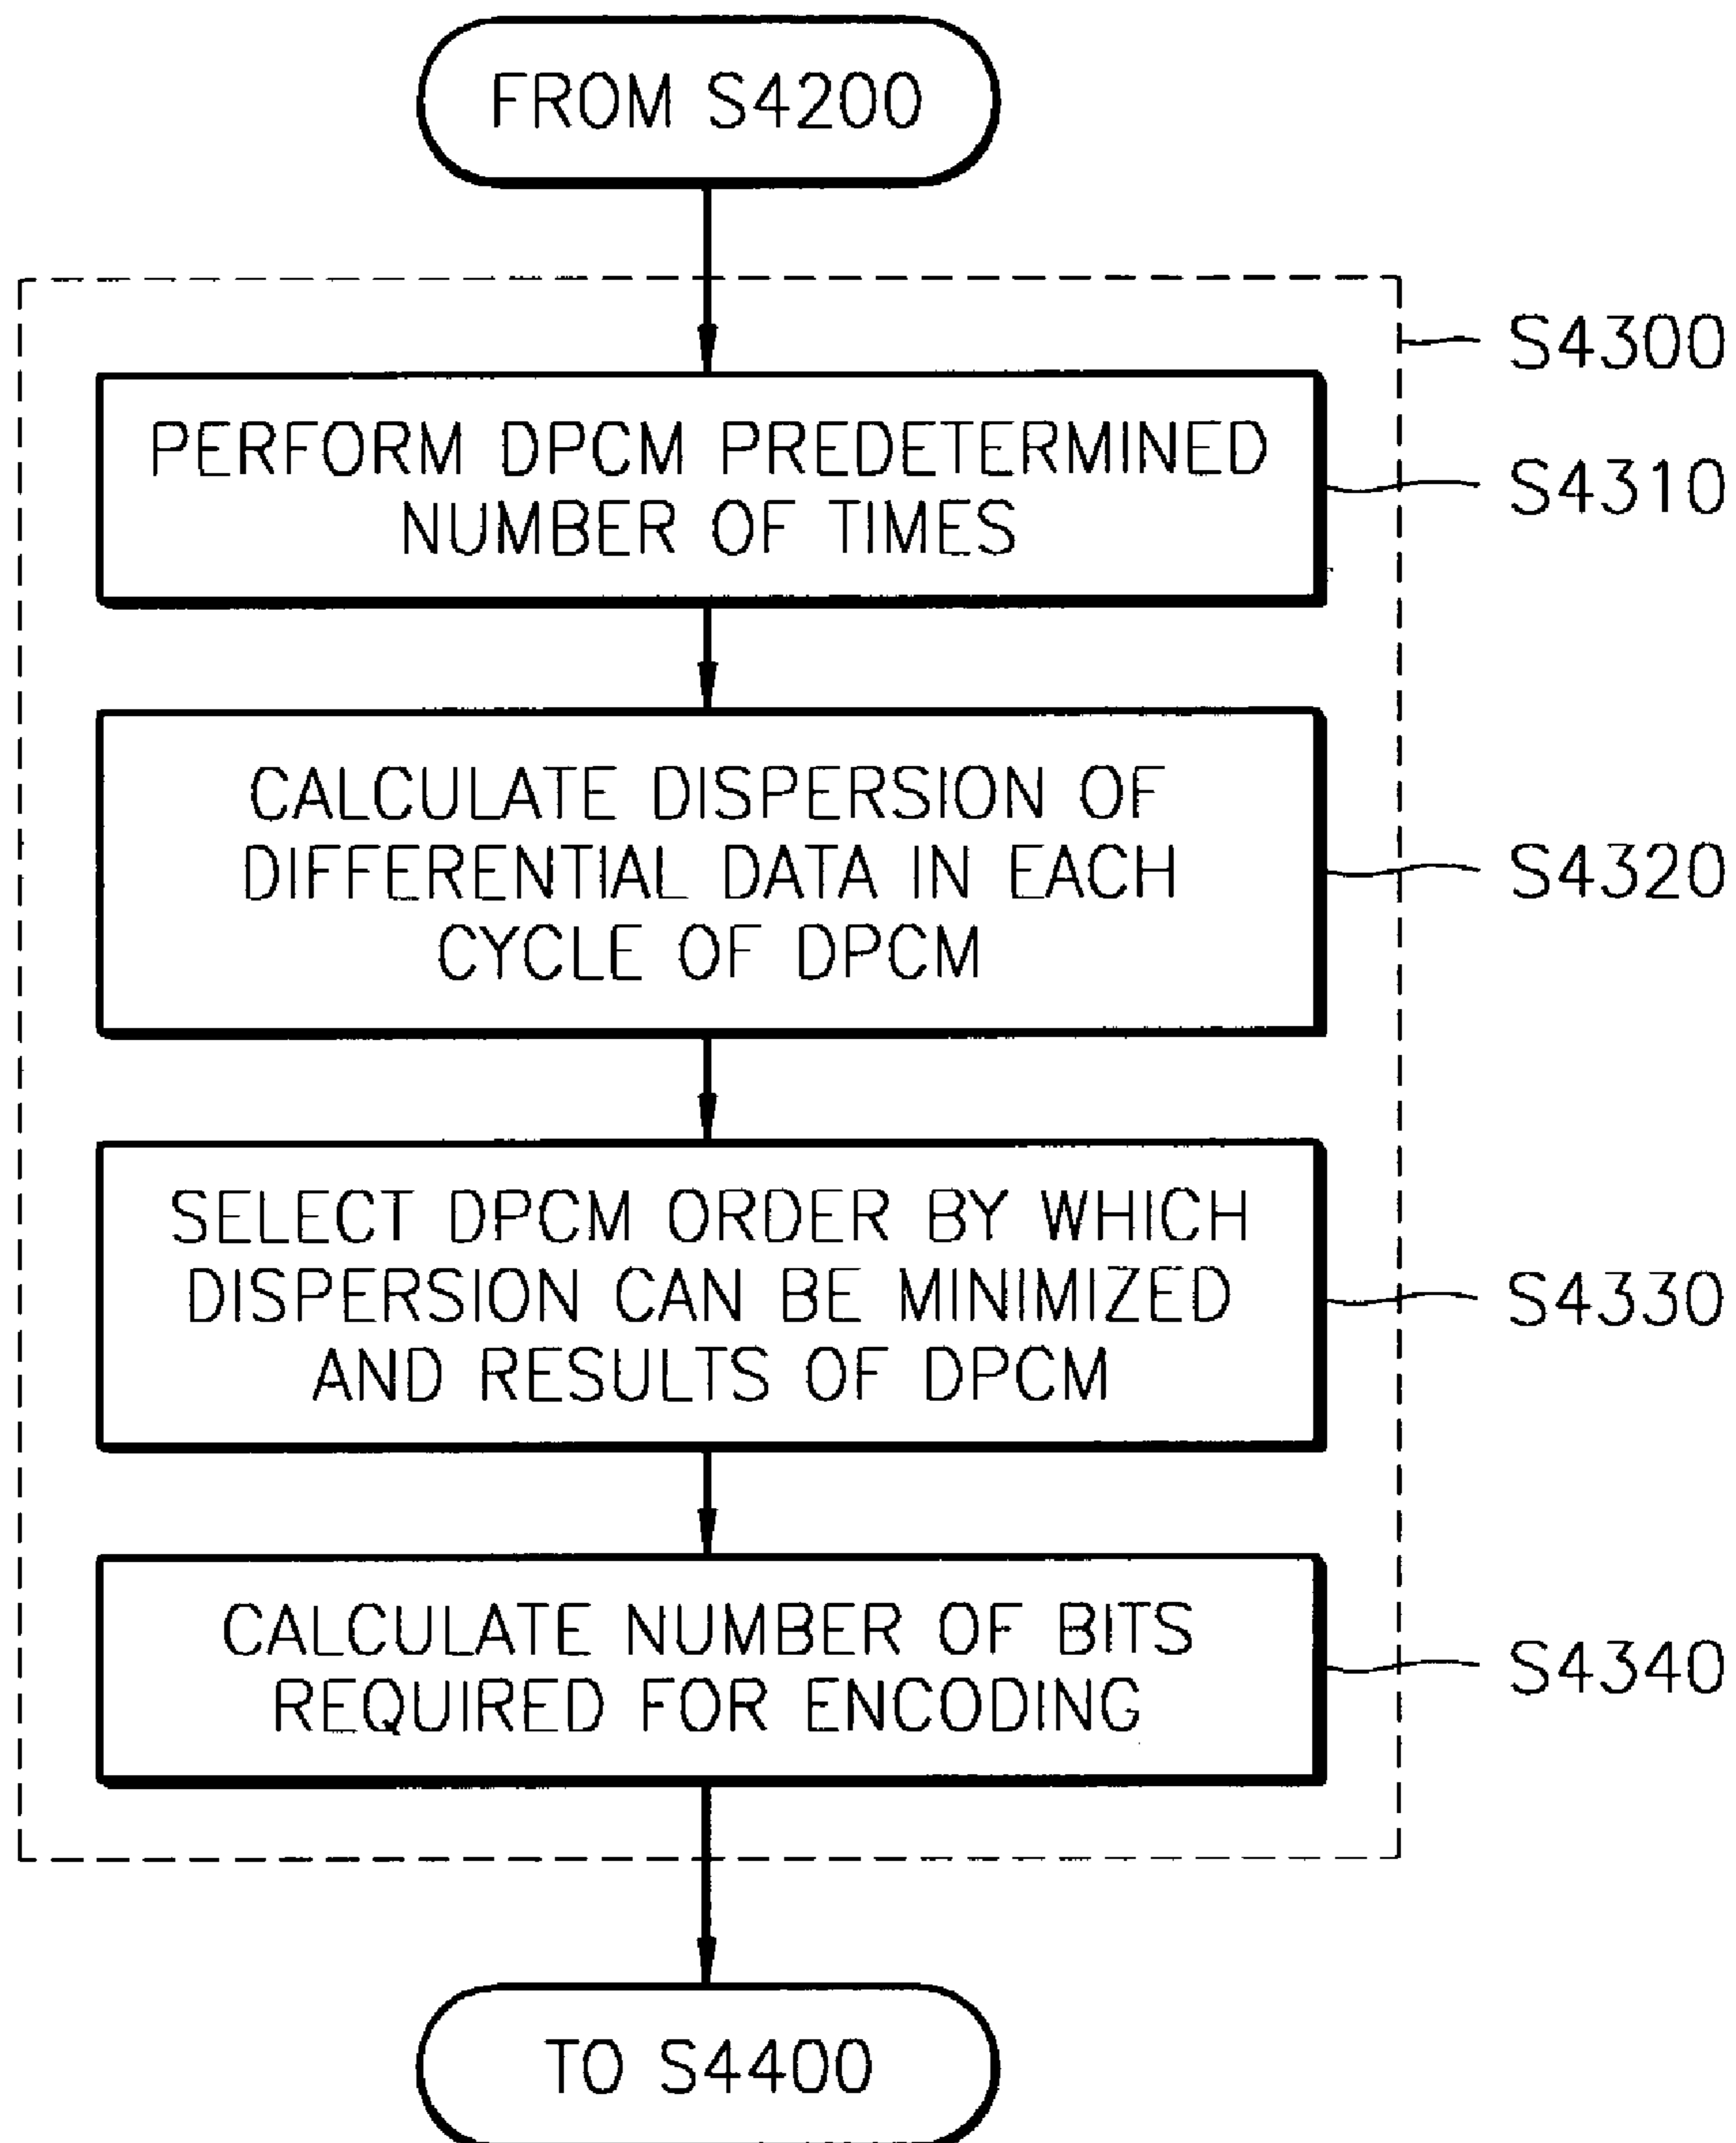 FROM S4200
S4300
PERFORM DPCM PREDETERMINED
NUMBER OF TIMES
S4310
CALCULATE DISPERSION OF
DIFFERENTIAL DATA IN EACH
CYCLE OF DPCM
S4320
SELECT DPCM ORDER BY WHICH
DISPERSION CAN BE MINIMIZED
AND RESULTS OF DPCM
S4330
CALCULATE NUMBER OF BITS
REQUIRED FOR ENCODING
S4340
TO S4400